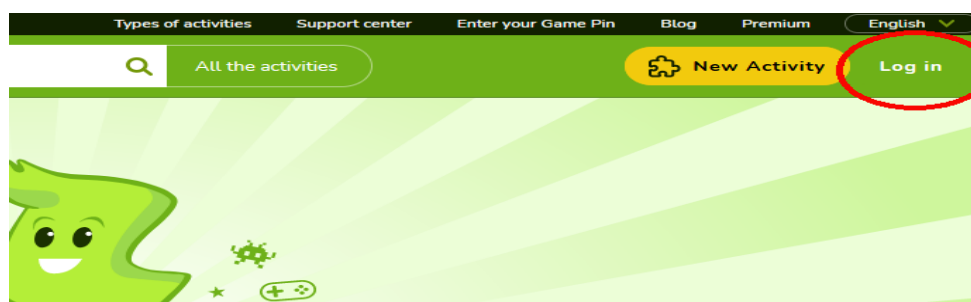 Types of activities Support center Enter your Game Pin Blog Premium English
All the activities New Activity Log in